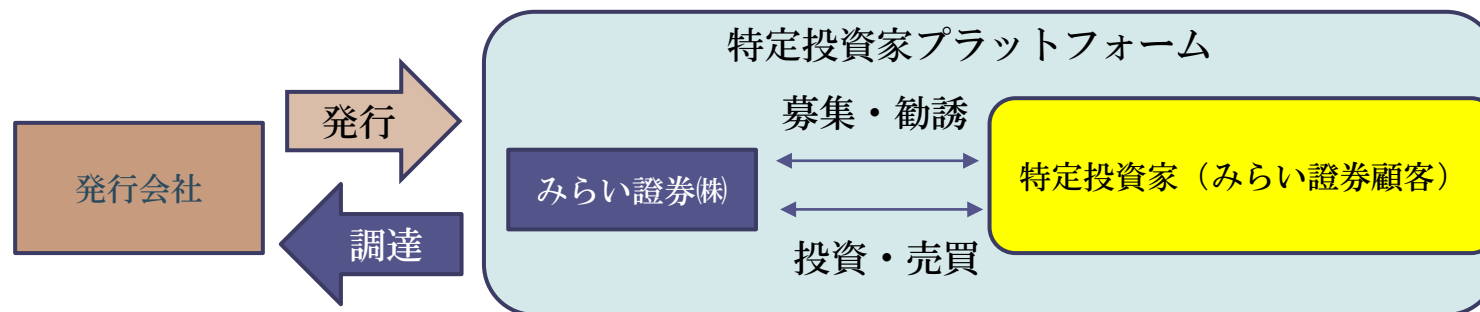 特定投資家プラットフォーム
発行
募集・勧誘
発行会社
みらい證券㈱
特定投資家（みらい證券顧客）
調達
投資・売買